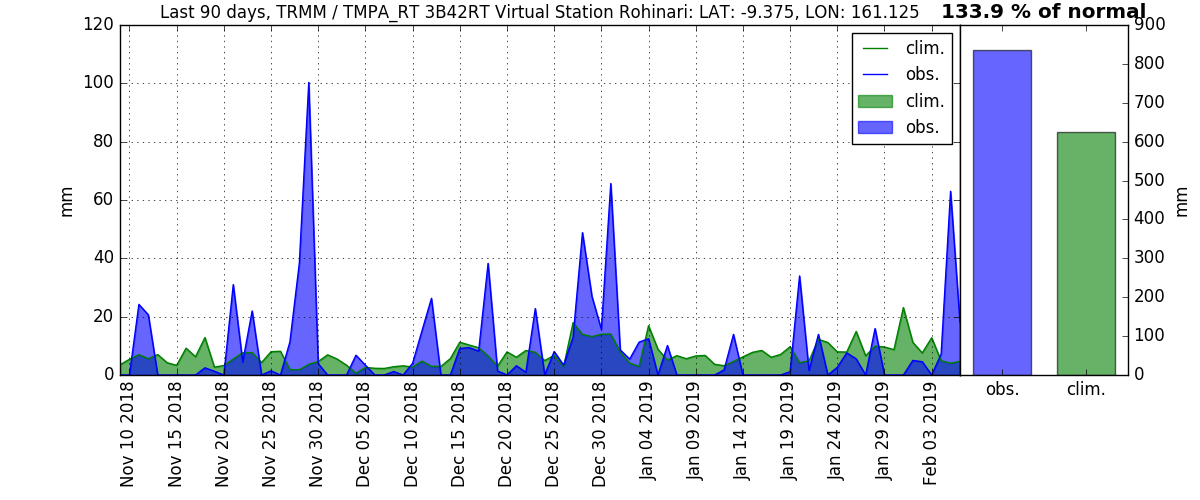 Last 90 days, TRMM / TMPA_RT 3B42RT Virtual Station Rohinari: LAT: -9.375, LON: 161.125
133.9 % of normal
120
100
80
60
40
20
0
mm
clim.
obs.
clim.
obs.
900
800
700
600
500
400
300
200
100
0
mm
obs.
clim.
Nov 10 2018
Nov 15 2018
Nov 20 2018
Nov 25 2018
Nov 30 2018
Dec 05 2018
Dec 10 2018
Dec 15 2018
Dec 20 2018
Dec 25 2018
Dec 30 2018
Jan 04 2019
Jan 09 2019
Jan 14 2019
Jan 19 2019
Jan 24 2019
Jan 29 2019
Feb 03 2019